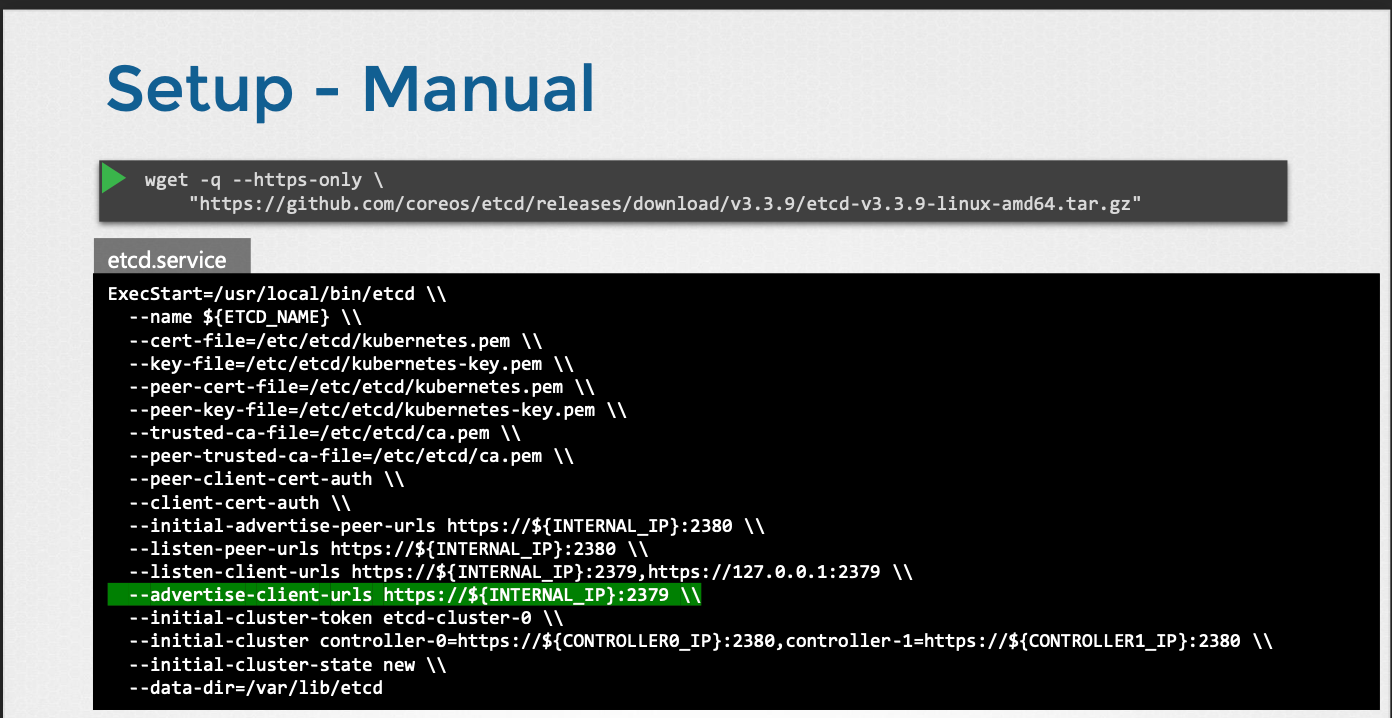 Setup - Manual
wget -q --https-only \
"https://github.com/coreos/etcd/releases/download/v3.3.9/etcd-v3.3.9-linux-amd64.tar.gz"
etcd.service
ExecStart=/usr/local/bin/etcd \\
--name ${ETCD_NAME} \\
--cert-file=/etc/etcd/kubernetes.pem \\
--key-file=/etc/etcd/kubernetes-key.pem \\
--peer-cert-file=/etc/etcd/kubernetes.pem \\
--peer-key-file=/etc/etcd/kubernetes-key.pem \\
--trusted-ca-file=/etc/etcd/ca.pem \\
--peer-trusted-ca-file=/etc/etcd/ca.pem \\
--peer-client-cert-auth \\
--client-cert-auth \\
--initial-advertise-peer-urls https://${INTERNAL_IP}:2380 \\
--listen-peer-urls https://${INTERNAL_IP}:2380 \\
--listen-client-urls https://${INTERNAL_IP}:2379,https://127.0.0.1:2379 \\
--advertise-client-urls https://${INTERNAL_IP}:2379 \\
--initial-cluster-token etcd-cluster-0 \\
--initial-cluster controller-0=https://${CONTROLLER0_IP}:2380,controller-1=https://${CONTROLLER1_IP}:2380 \\
--initial-cluster-state new \\
--data-dir=/var/lib/etcd